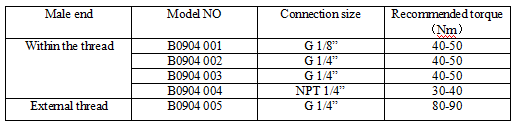 Male end Model NO Connection size Recommended torque
(Nm)
Within the thread B0904 001 G 1/8” 40-50
B0904 002 G 1/4” 40-50
B0904 003 G 1/4” 40-50
B0904 004 NPT 1/4” 30-40
External thread B0904 005 G 1/4” 80-90